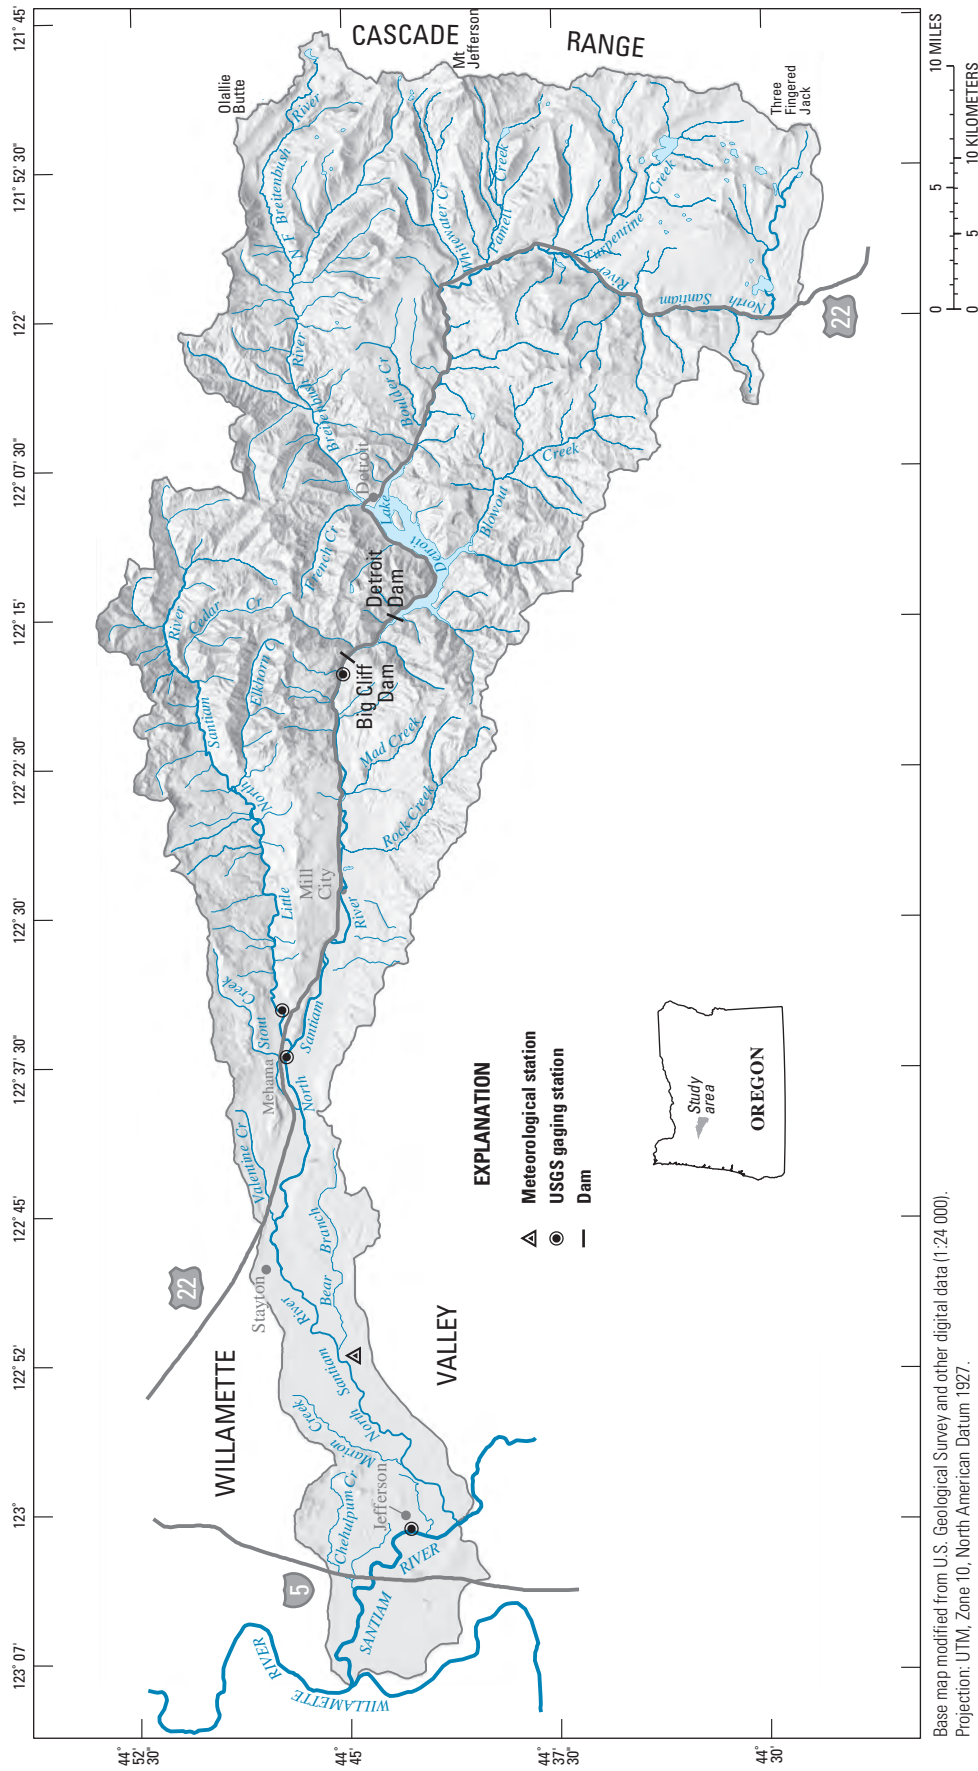 123° 07'
123°
122° 52'
122° 45'
122° 37' 30"
122° 30'
122° 22' 30"
122° 15'
122° 07' 30"
122°
121° 52' 30"
121° 45'
44°
52'
30"
44°
45'
44°
37' 30"
44°
30'
WILLAMETTE
VALLEY
CASCADE
RANGE
Olallie
Butte
Mt
Jefferson
Three
Fingered
Jack
22
22
5
WILLAMETTE
RIVER
SANTIAM
RIVER
Chehulpum Cr
Jefferson
Marion
Creek
North
Santiam
River
Bear
Branch
Stayton
Valentine Cr
Mehama
Stout
Creek
North
Santiam
River
Mill
City
Little
North
Santiam
River
Elkhorn C
Cedar
Cr
Rock Creek
Mad Creek
Big Cliff
Dam
Detroit
Dam
French Cr
Detroit
Lake
Detroit
Blowout
Creek
Boulder Cr
Breitenbush
River
N F Breitenbush
River
Whitewater Cr
Pamelia
Creek
Turpentine
Creek
North
Santiam
River
EXPLANATION
Meteorological station
USGS gaging station
Dam
Study
area
OREGON
0
5
10 MILES
0
5
10 KILOMETERS
Base map modified from U.S. Geological Survey and other digital data (1:24 000).
Projection: UTM, Zone 10, North American Datum 1927.